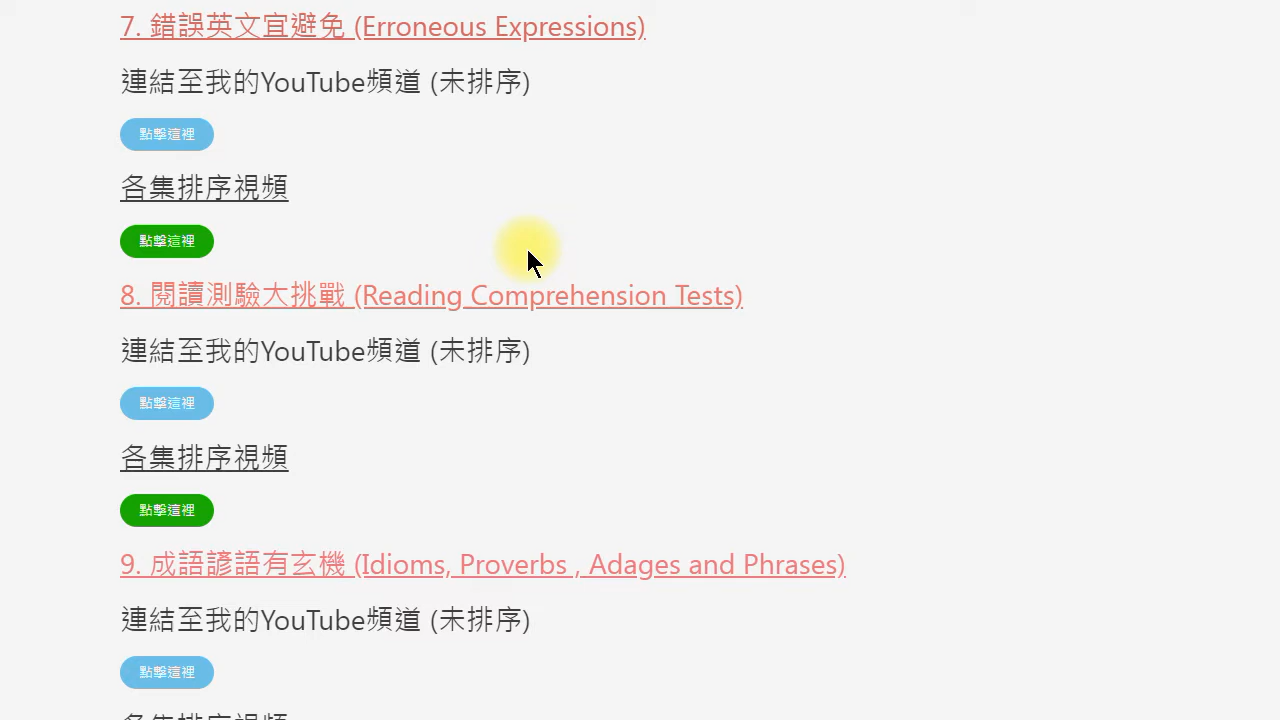 7. 錯誤英文宜避免 (Erroneous Expressions)
連結至我的YouTube頻道 (未排序)
點擊這裡
各集排序視頻
點擊這裡
8. 閱讀測驗大挑戰 (Reading Comprehension Tests)
連結至我的YouTube頻道 (未排序)
點擊這裡
各集排序視頻
點擊這裡
9. 成語諺語有玄機 (Idioms, Proverbs , Adages and Phrases)
連結至我的YouTube頻道 (未排序)
點擊這裡
各集排序視頻